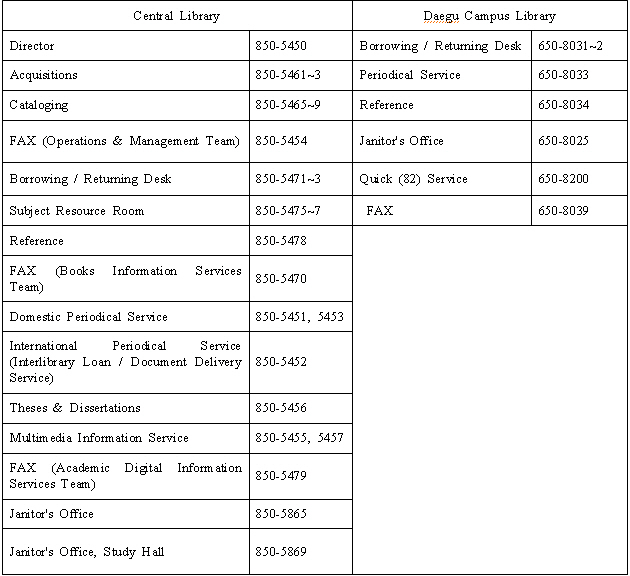 Central Library
Daegu Campus Library
Director 850-5450 Borrowing / Returning Desk 650-8031~2
Acquisitions 850-5461~3 Periodical Service 650-8033
Cataloging 850-5465~9 Reference 650-8034
FAX (Operations & Management Team) 850-5454 Janitor's Office 650-8025
Borrowing / Returning Desk 850-5471~3 Quick (82) Service 650-8200
Subject Resource Room 850-5475~7 FAX 650-8039
Reference 850-5478
FAX (Books Information Services
Team) 850-5470
Domestic Periodical Service 850-5451, 5453
International Periodical Service
(Interlibrary Loan / Document Delivery
Service) 850-5452
Theses & Dissertations 850-5456
Multimedia Information Service 850-5455, 5457
FAX (Academic Digital Information
Services Team) 850-5479
Janitor's Office 850-5865
Janitor's Office, Study Hall 850-5869